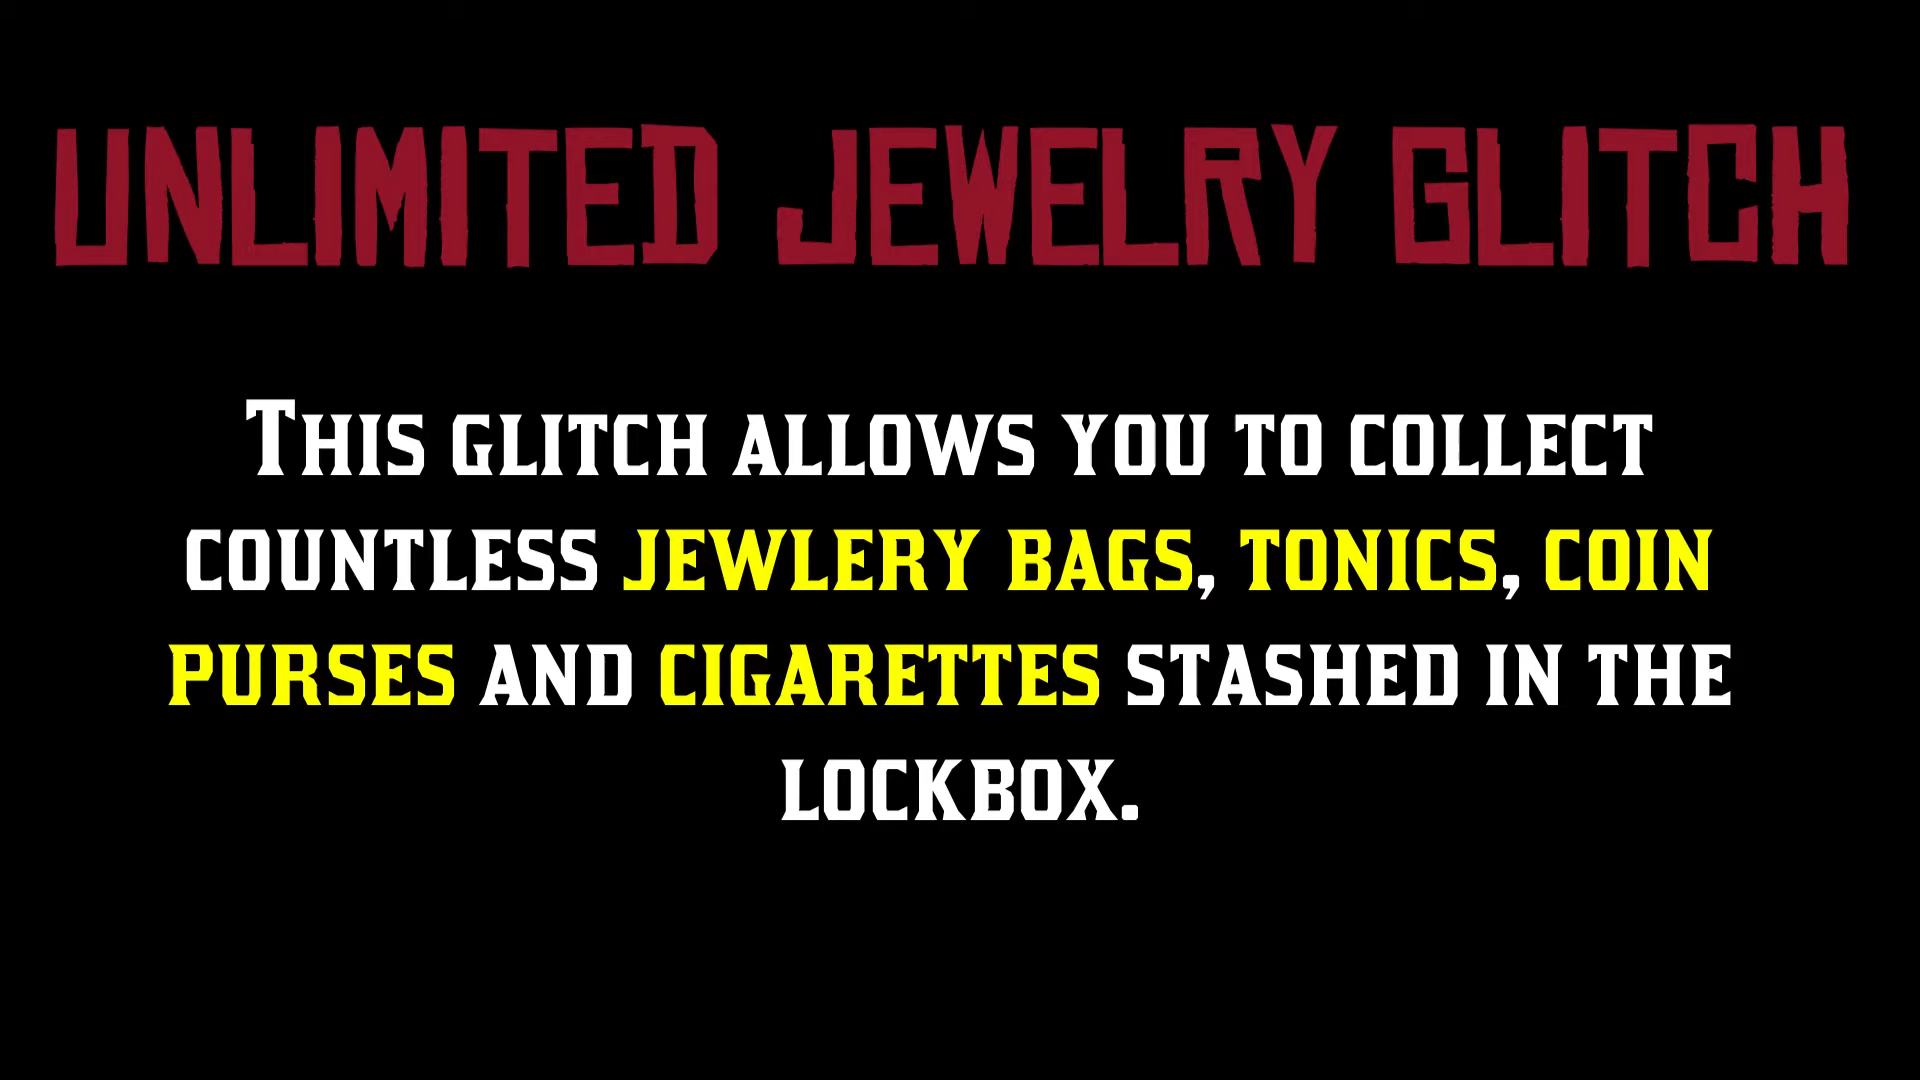 UNLIMITED JEWELRY GLITCH
THIS GLITCH ALLOWS YOU TO COLLECT
COUNTLESS JEWLERY BAGS, TONICS, COIN
PURSES AND CIGARETTES STASHED IN THE
LOCKBOX.